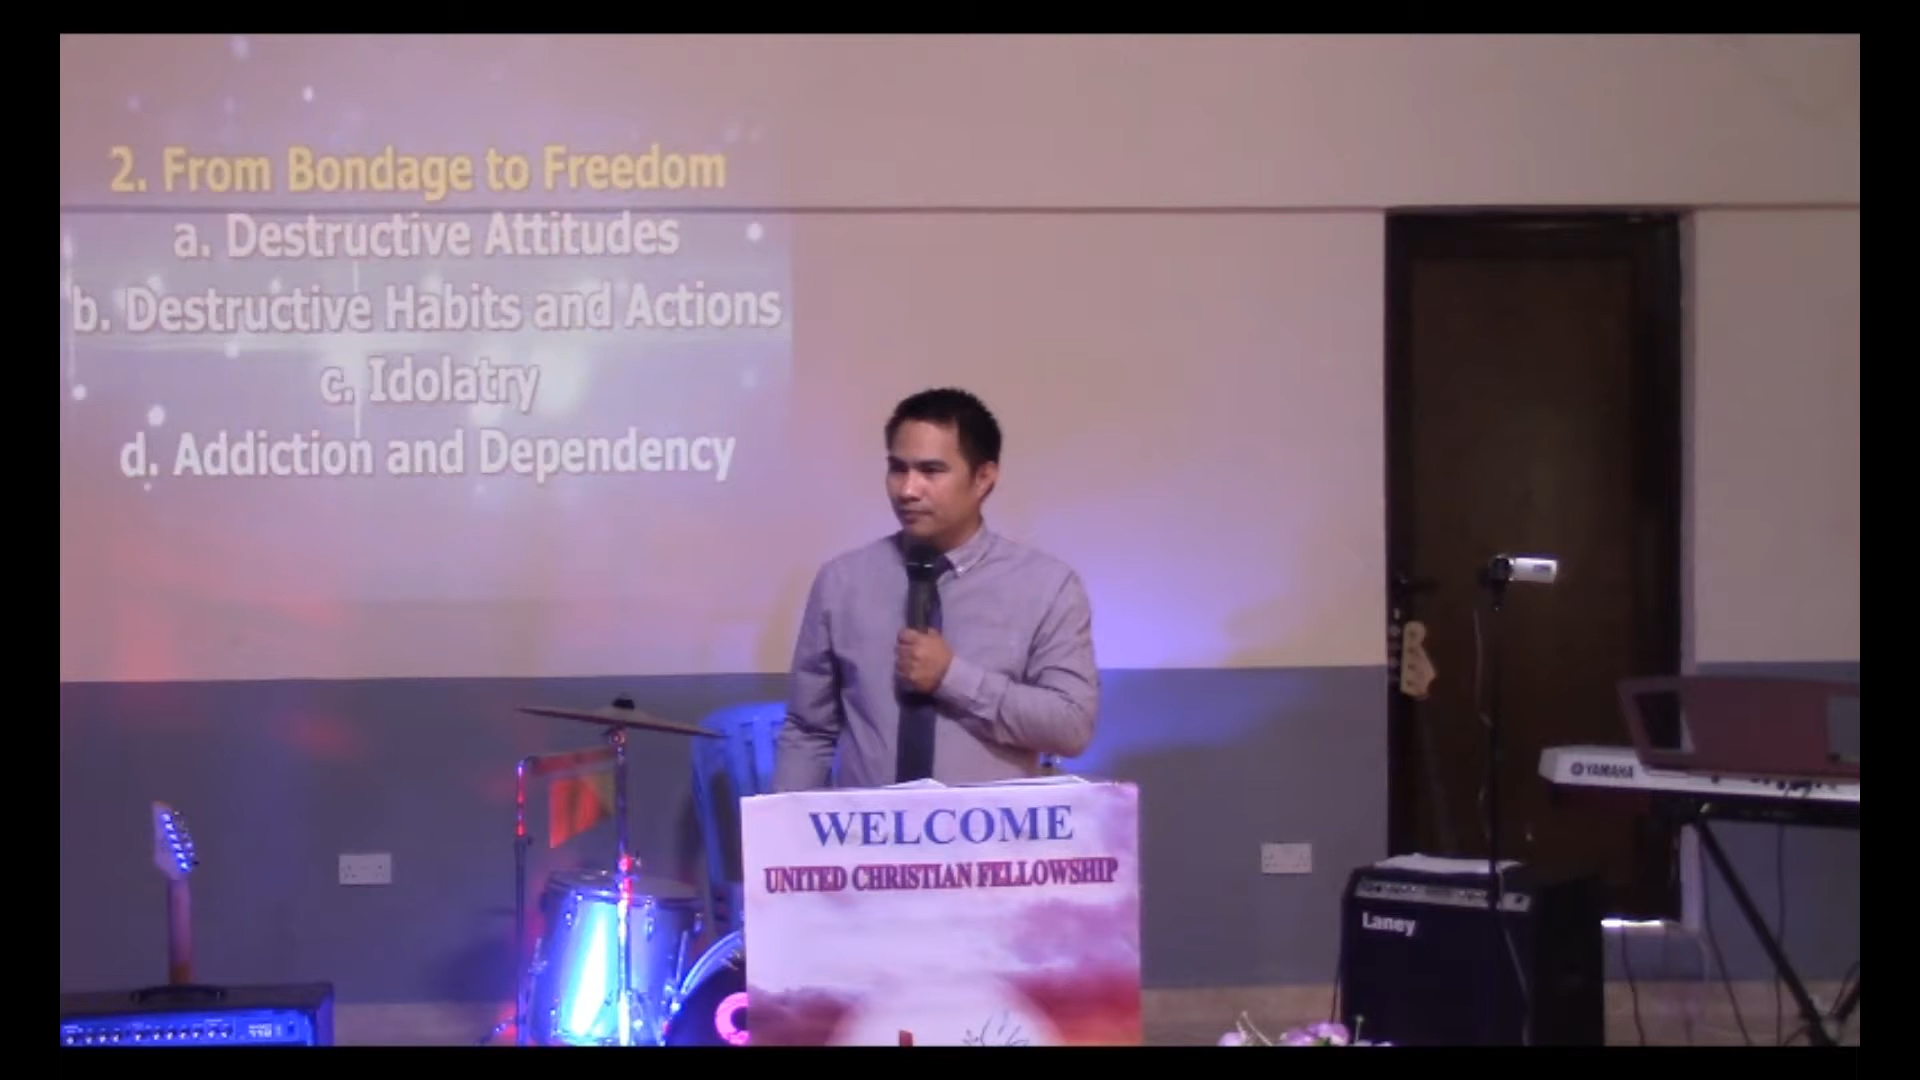 2. From Bondage to Freedom
a. Destructive Attitudes
b. Destructive Habits and Actions
c. Idolatry
d. Addiction and Dependency
WELCOME
UNITED CHRISTIAN FELLOWSHIP
YAMAHA
Laney